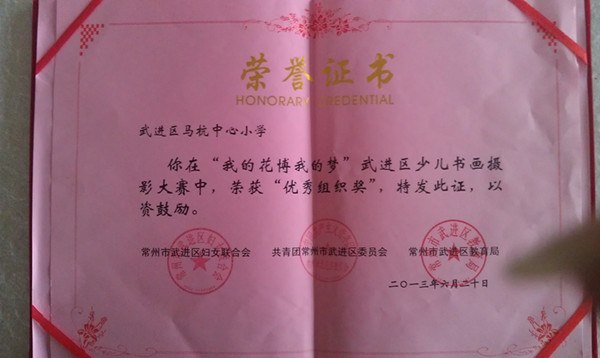 荣誉证书
HONORARY CREDENTIAL
武进区马杭中心小学
你在“我的花博我的梦”武进区少儿书画摄
影大赛中，荣获“优秀组织奖”，特发此证，以
资鼓励。
常州市武进区妇女联合会 共青团常州市武进区委员会 常州市武进区教育局
二〇一三年六月二十日